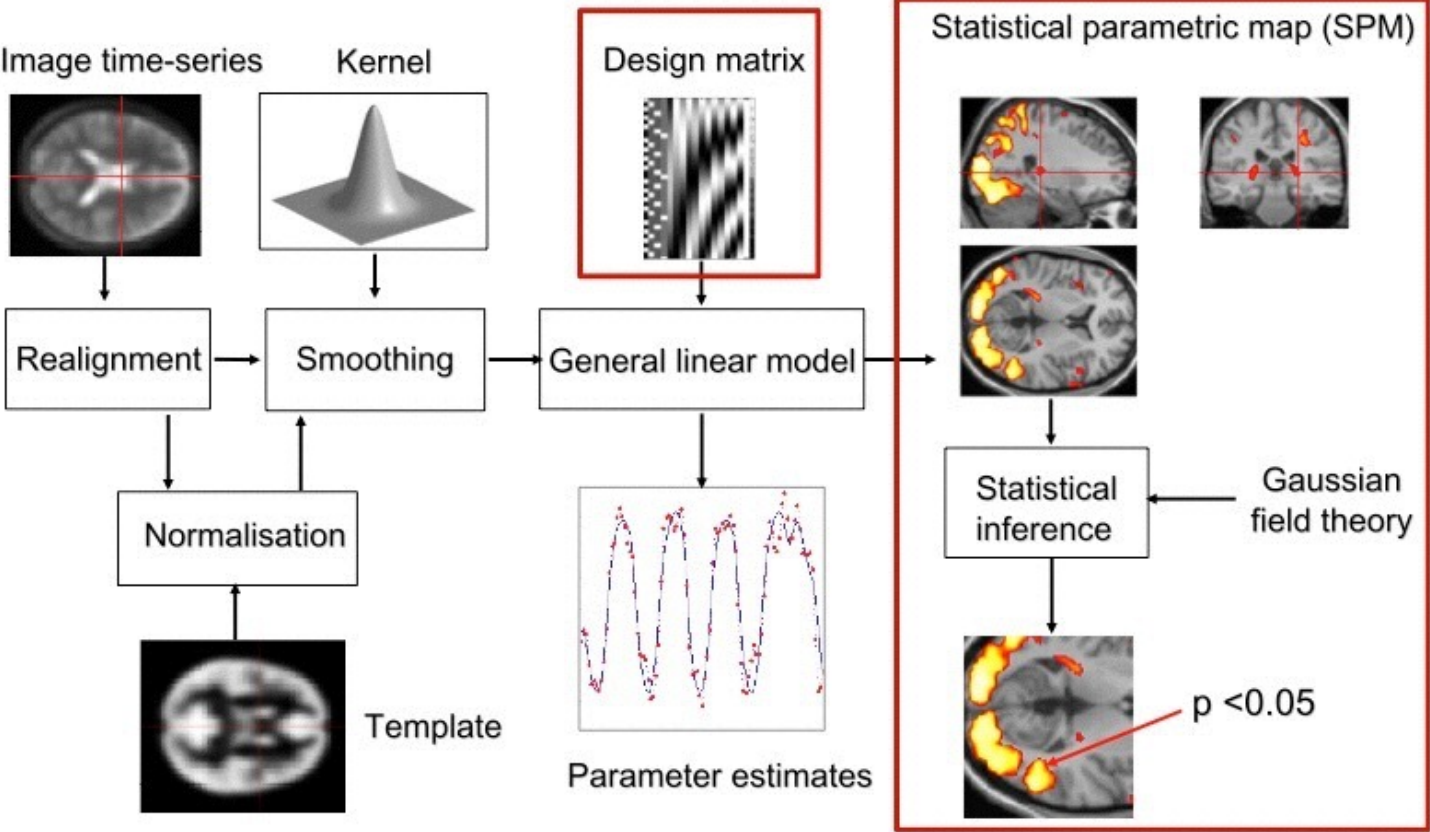 Statistical parametric map (SPM)
Image time-series
Kernel
Design matrix
Realignment
Smoothing
General linear model
Normalisation
Statistical
inference
Gaussian
field theory
Template
p <0.05
Parameter estimates